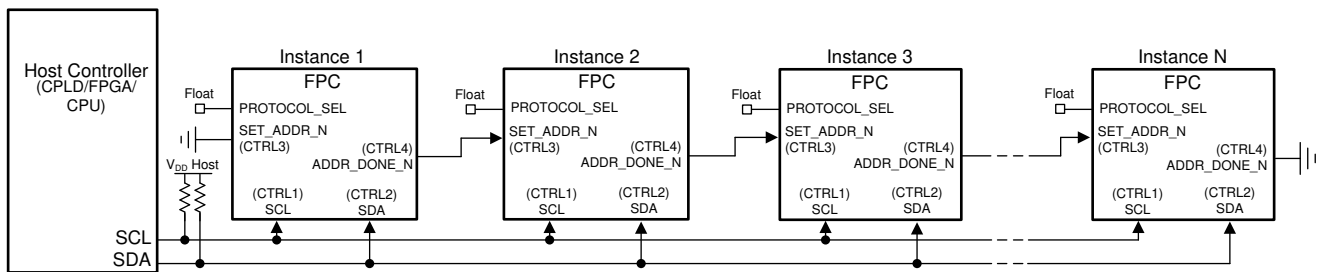 Host Controller
(CPLD/FPGA/
CPU)
SCL
SDA
V_DD Host
Instance 1
FPC
Float
PROTOCOL_SEL
SET_ADDR_N
(CTRL3)
(CTRL4)
ADDR_DONE_N
(CTRL1)
SCL
(CTRL2)
SDA
Instance 2
FPC
Float
PROTOCOL_SEL
SET_ADDR_N
(CTRL3)
(CTRL4)
ADDR_DONE_N
(CTRL1)
SCL
(CTRL2)
SDA
Instance 3
FPC
Float
PROTOCOL_SEL
SET_ADDR_N
(CTRL3)
(CTRL4)
ADDR_DONE_N
(CTRL1)
SCL
(CTRL2)
SDA
Instance N
FPC
Float
PROTOCOL_SEL
SET_ADDR_N
(CTRL3)
(CTRL4)
ADDR_DONE_N
(CTRL1)
SCL
(CTRL2)
SDA